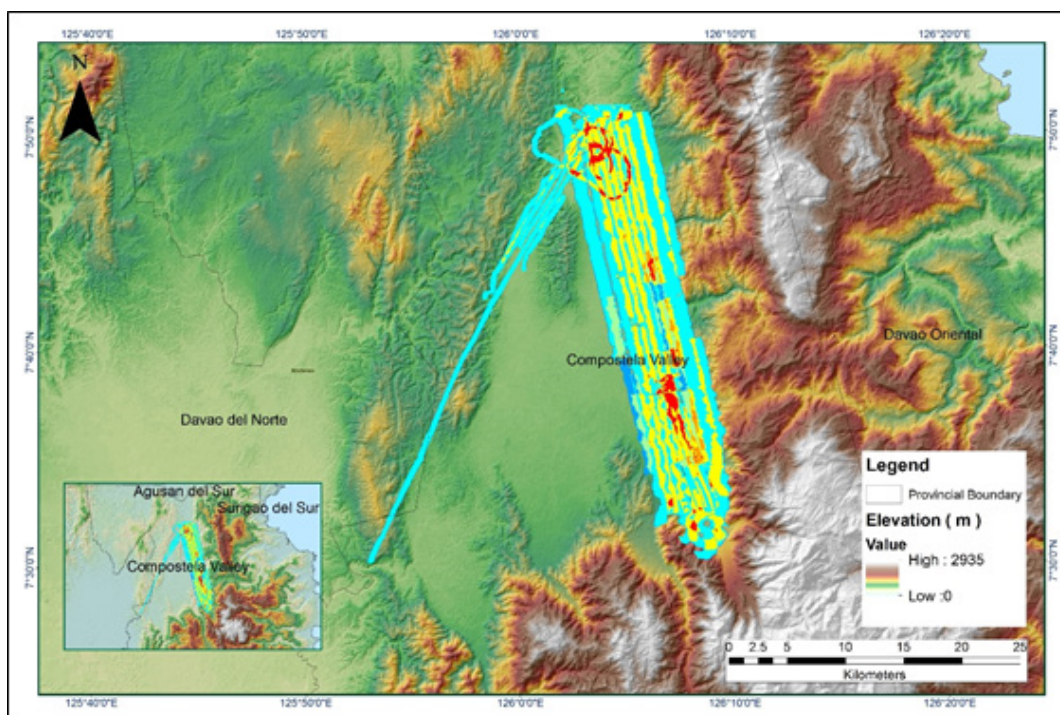 125°40'0"E 125°50'0"E 126°0'0"E 126°10'0"E 126°20'0"E
N
7°50'0"N 7°50'0"N
7°40'0"N 7°40'0"N
Compostela Valley
Davao Oriental
Davao del Norte
7°30'0"N 7°30'0"N
Agusan del Sur
Surigao del Sur
Compostela Valley
Legend
Provincial Boundary
Elevation ( m )
Value
High : 2935
Low :0
0 2.5 5 10 15 20 25
Kilometers
125°40'0"E 125°50'0"E 126°0'0"E 126°10'0"E 126°20'0"E